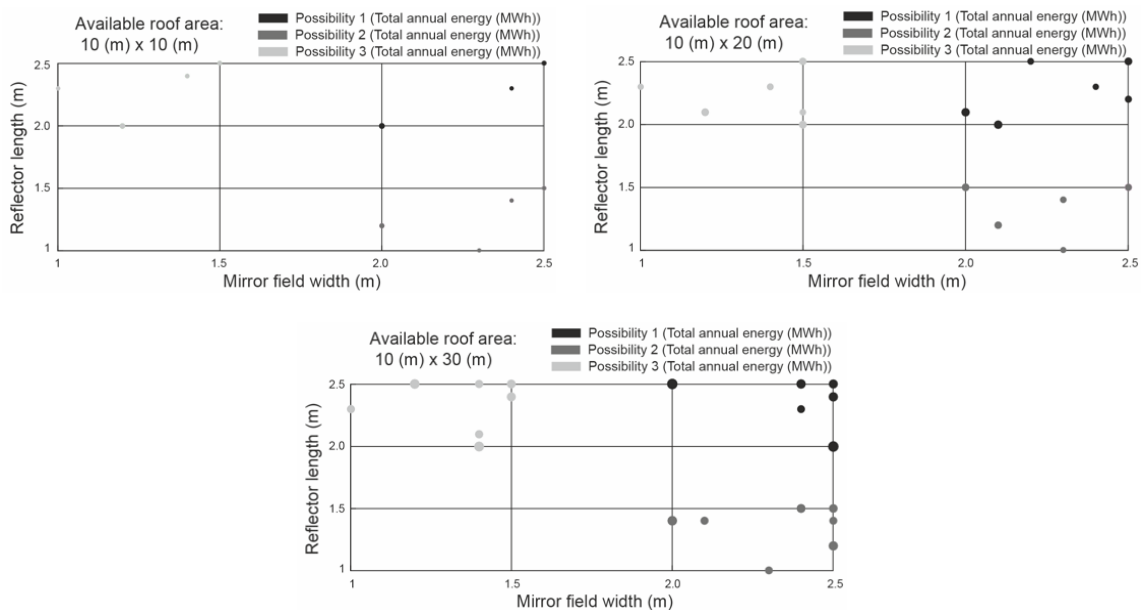 Available roof area:
10 (m) x 10 (m)
Possibility 1 (Total annual energy (MWh))
Possibility 2 (Total annual energy (MWh))
Possibility 3 (Total annual energy (MWh))
Reflector length (m)
2.5
2.0
1.5
1
1
1.5
2.0
2.5
Mirror field width (m)
Available roof area:
10 (m) x 20 (m)
Possibility 1 (Total annual energy (MWh))
Possibility 2 (Total annual energy (MWh))
Possibility 3 (Total annual energy (MWh))
Reflector length (m)
2.5
2.0
1.5
1
1
1.5
2.0
2.5
Mirror field width (m)
Available roof area:
10 (m) x 30 (m)
Possibility 1 (Total annual energy (MWh))
Possibility 2 (Total annual energy (MWh))
Possibility 3 (Total annual energy (MWh))
Reflector length (m)
2.5
2.0
1.5
1
1
1.5
2.0
2.5
Mirror field width (m)